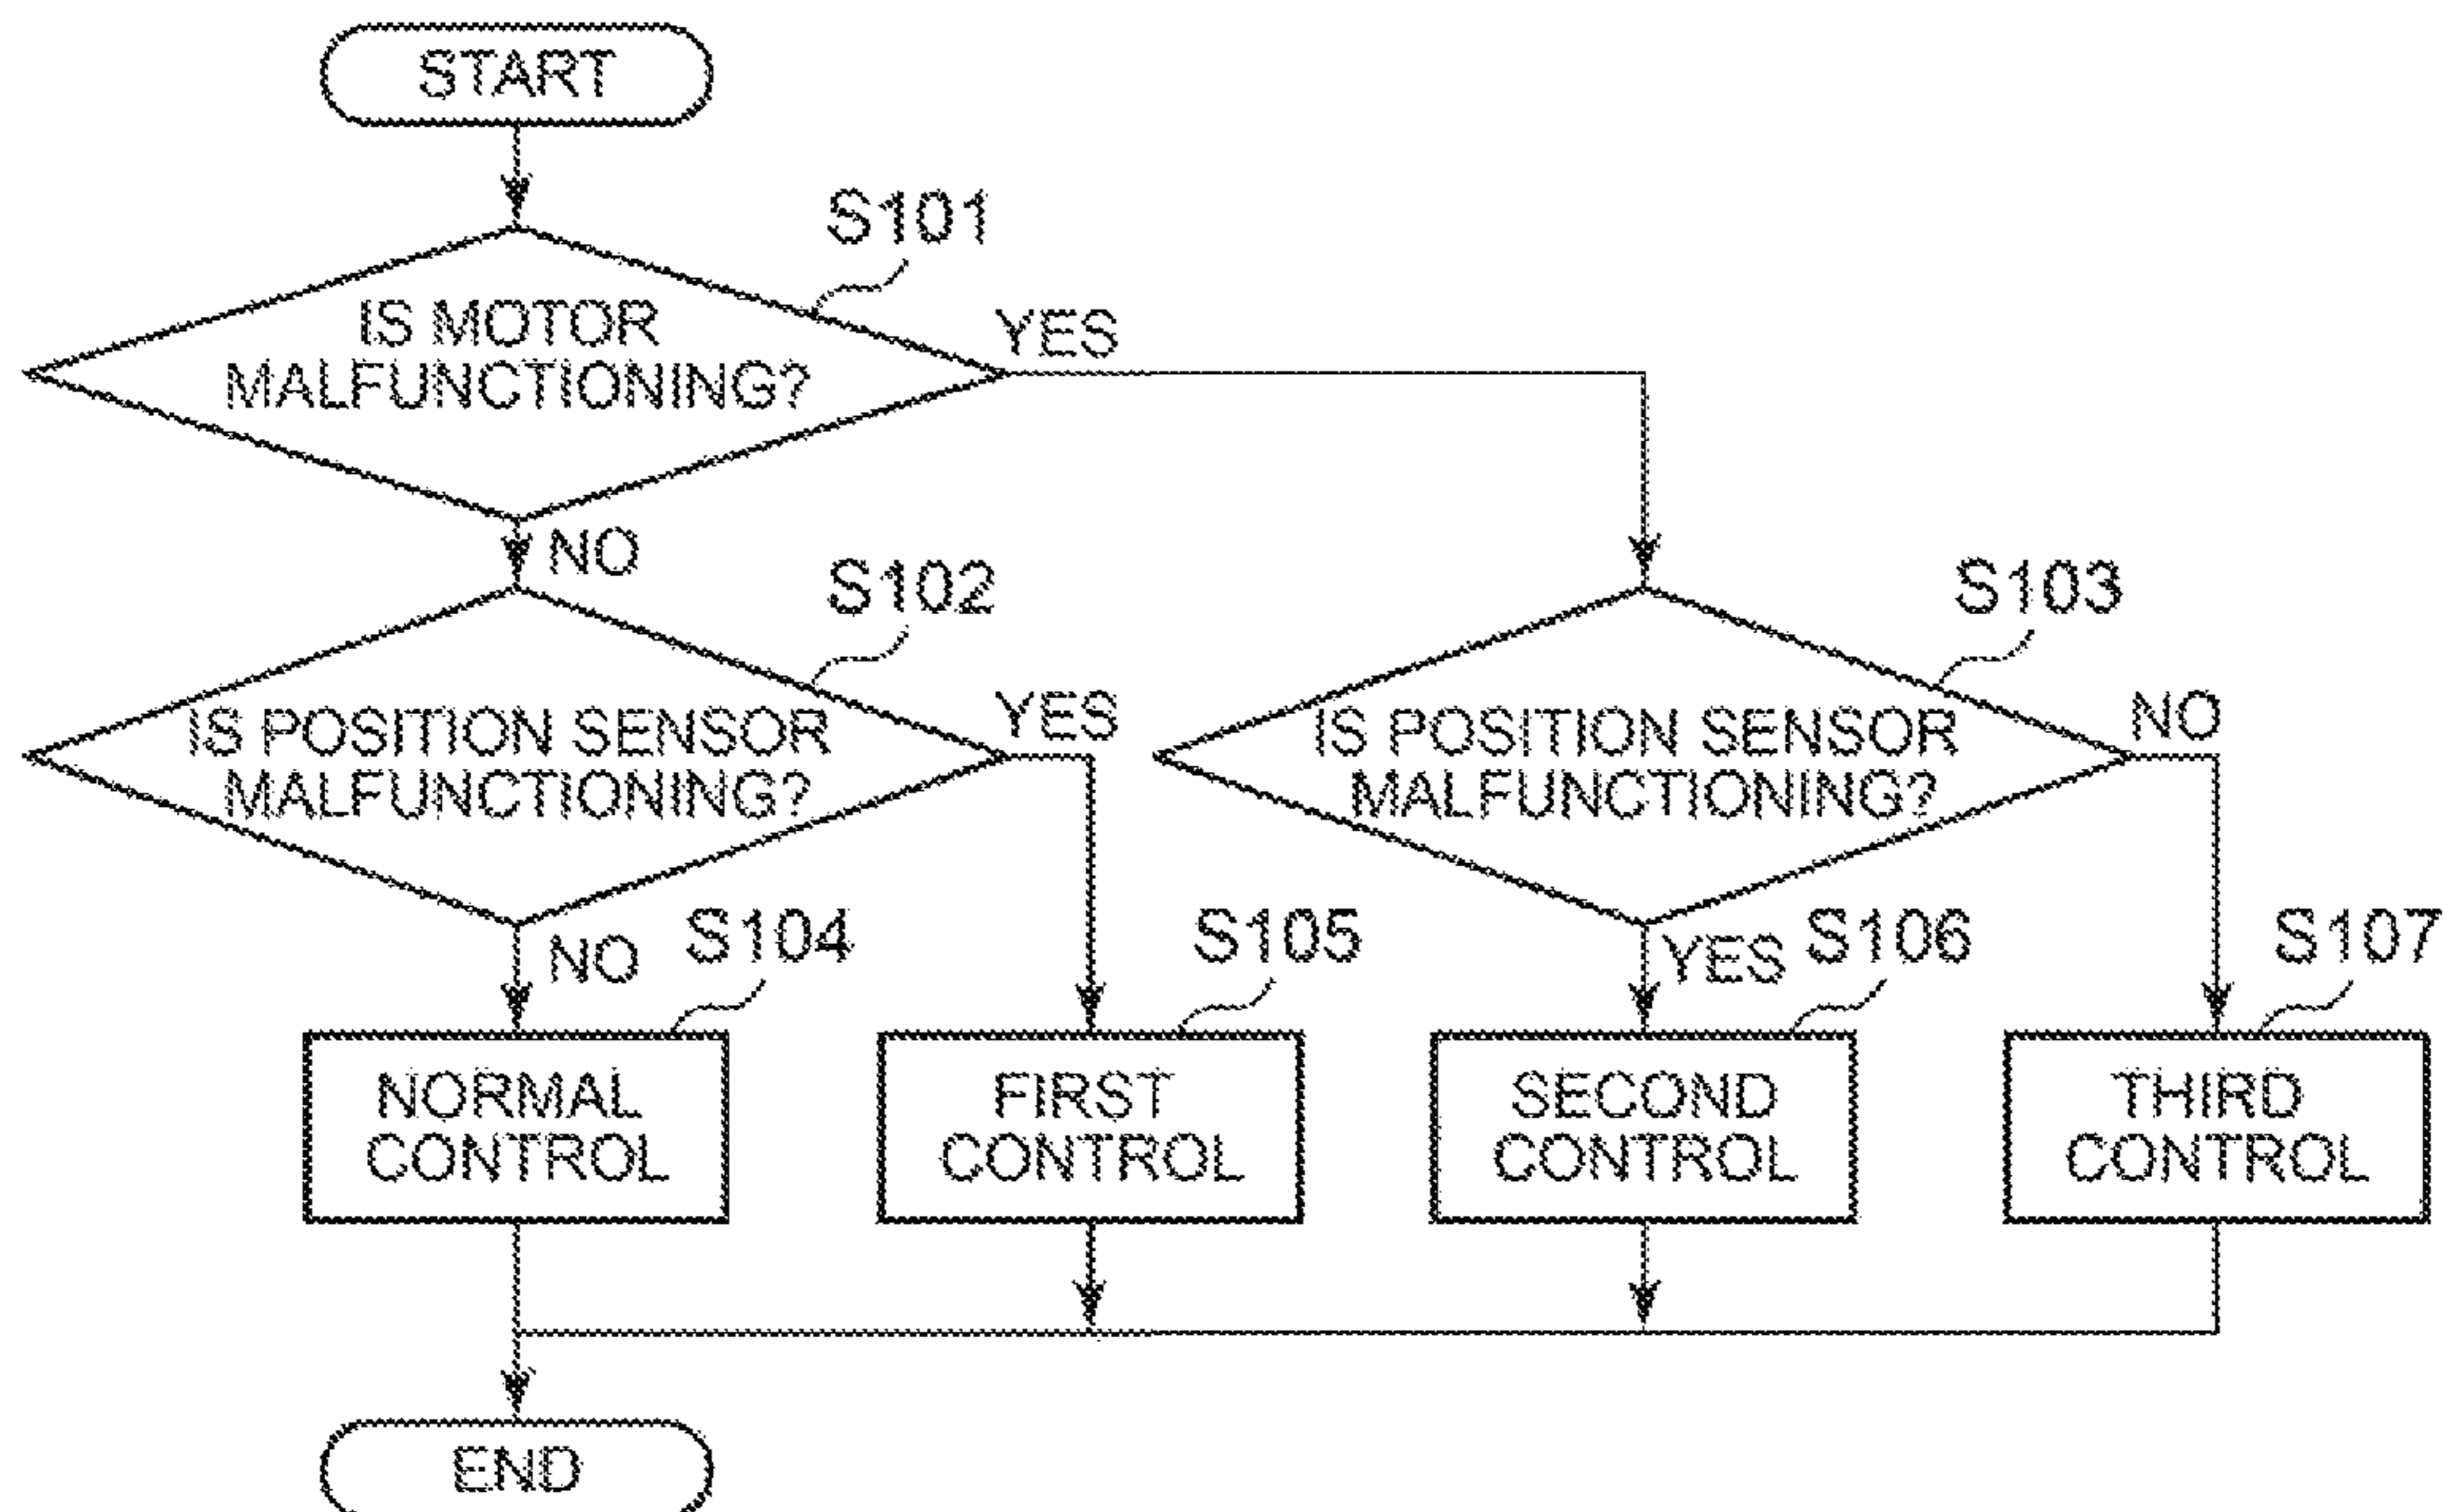 START
S101
IS MOTOR
MALFUNCTIONING?
YES
NO
S102
IS POSITION SENSOR
MALFUNCTIONING?
YES
S103
IS POSITION SENSOR
MALFUNCTIONING?
NO
NO
S104
S105
YES
S106
S107
NORMAL
CONTROL
FIRST
CONTROL
SECOND
CONTROL
THIRD
CONTROL
END